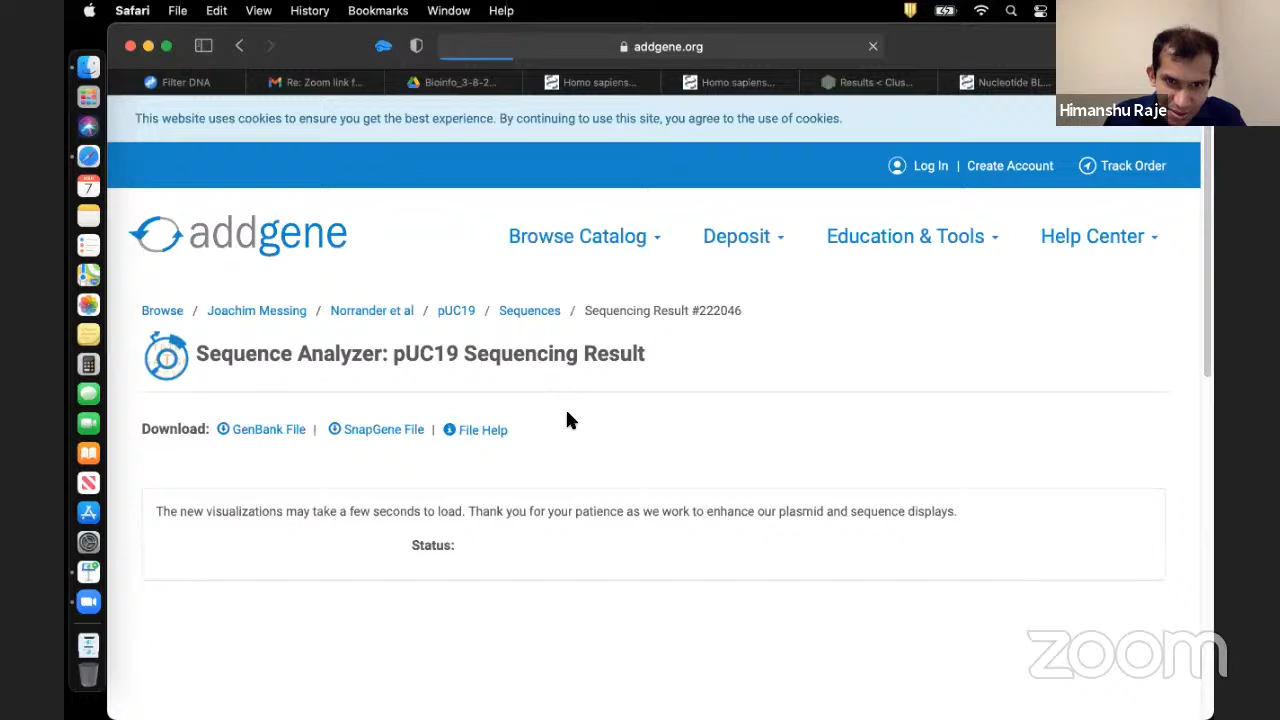 Safari File Edit View History Bookmarks Window Help
addgene.org
Filter DNA
Re: Zoom link f...
Bioinfo_3-8-2...
Homo sapiens...
Homo sapiens...
Results < Clus...
Nucleotide BL...
Himanshu Raje
This website uses cookies to ensure you get the best experience. By continuing to use this site, you agree to the use of cookies.
Log In | Create Account Track Order
addgene
Browse Catalog Deposit Education & Tools Help Center
Browse / Joachim Messing / Norrander et al / pUC19 / Sequences / Sequencing Result #222046
Sequence Analyzer: pUC19 Sequencing Result
Download: GenBank File | SnapGene File | File Help
The new visualizations may take a few seconds to load. Thank you for your patience as we work to enhance our plasmid and sequence displays.
Status:
7
zoom